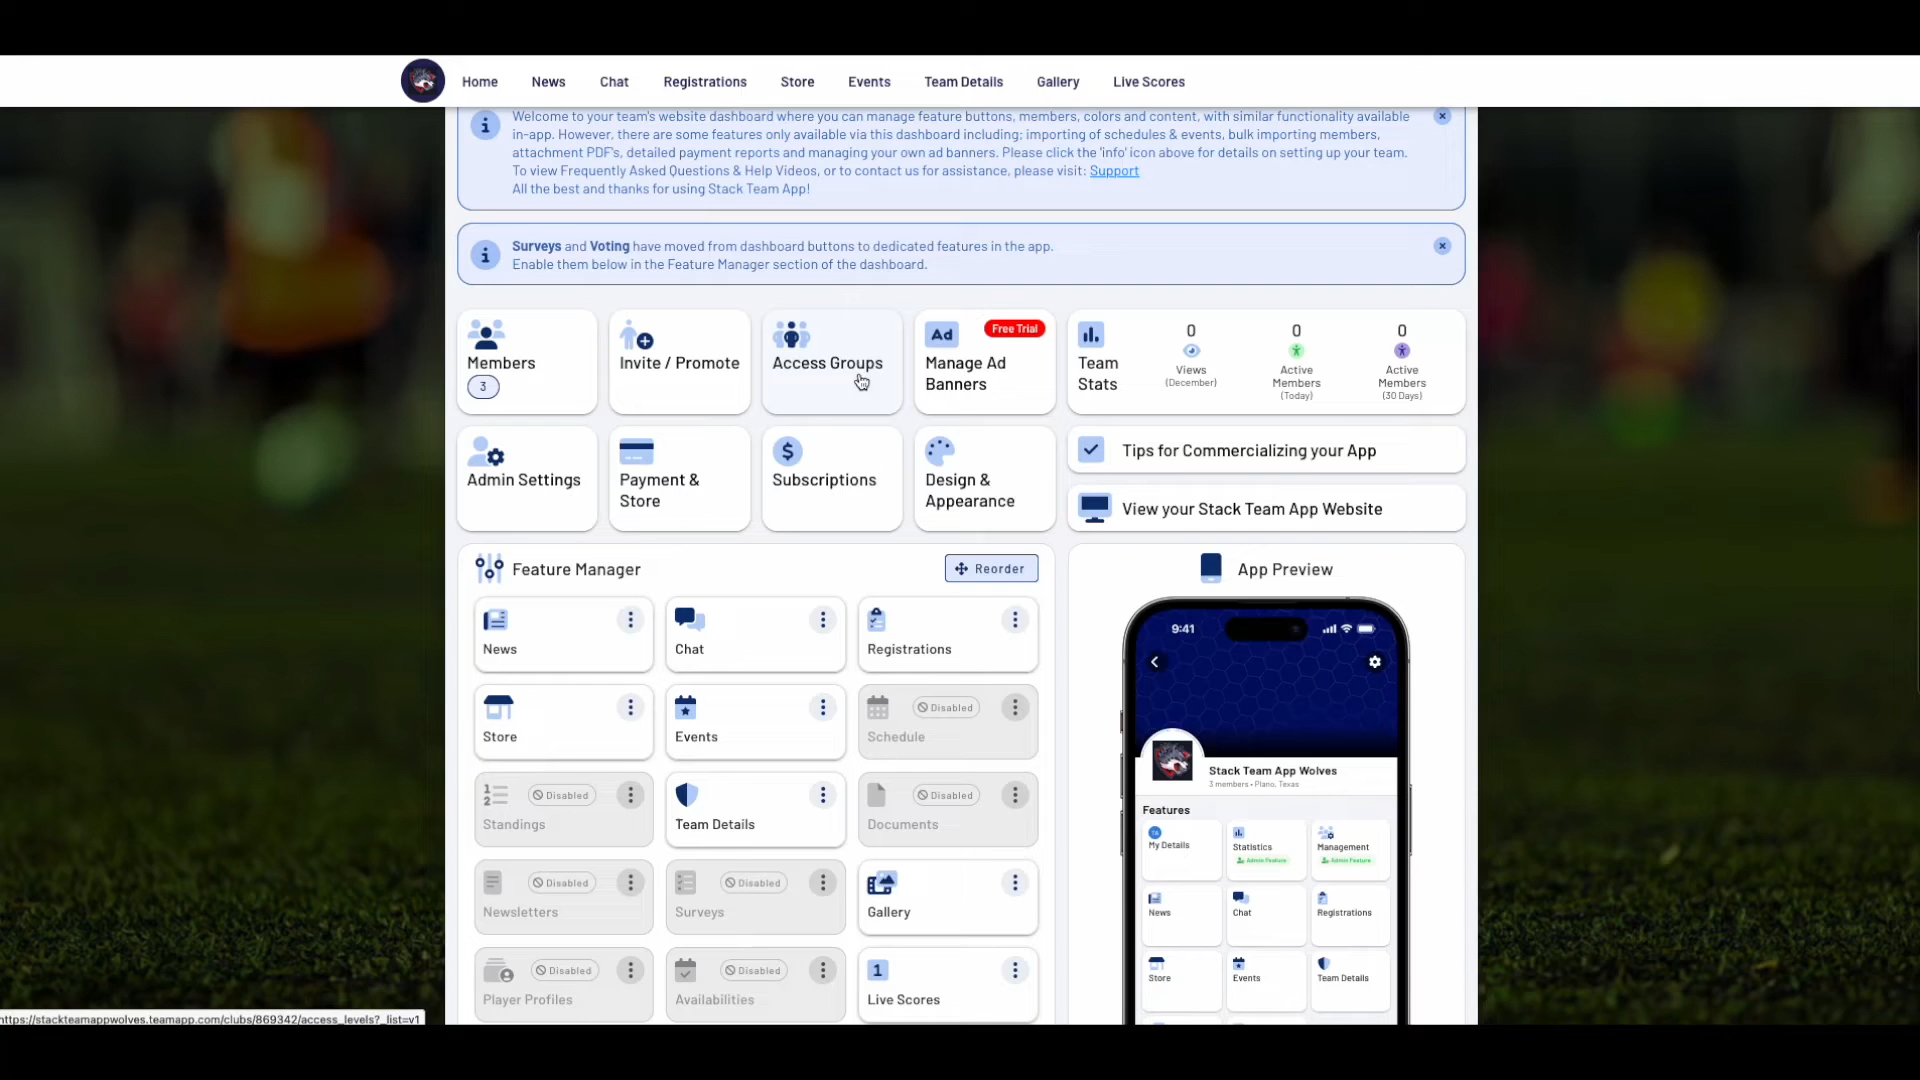 Home News Chat Registrations Store Events Team Details Gallery Live Scores
Welcome to your team's website dashboard where you can manage feature buttons, members, colors and content, with similar functionality available
in-app. However, there are some features only available via this dashboard including; importing of schedules & events, bulk importing members,
attachment PDF's, detailed payment reports and managing your own ad banners. Please click the 'info' icon above for details on setting up your team.
To view Frequently Asked Questions & Help Videos, or to contact us for assistance, please visit: Support
All the best and thanks for using Stack Team App!
Surveys and Voting have moved from dashboard buttons to dedicated features in the app.
Enable them below in the Feature Manager section of the dashboard.
Members
3
Invite / Promote
Access Groups
Ad
Free Trial
Manage Ad
Banners
Team
Stats
0
Views
(December)
0
Active
Members
(Today)
0
Active
Members
(30 Days)
Admin Settings
Payment &
Store
Subscriptions
Design &
Appearance
Tips for Commercializing your App
View your Stack Team App Website
Feature Manager
Reorder
News
Chat
Registrations
Store
Events
Disabled
Schedule
Disabled
Standings
Team Details
Disabled
Documents
Disabled
Newsletters
Disabled
Surveys
Gallery
Disabled
Player Profiles
Disabled
Availabilities
1
Live Scores
App Preview
9:41
Stack Team App Wolves
3 members • Plano, Texas
Features
My Details
Statistics
Admin Feature
Management
Admin Feature
News
Chat
Registrations
Store
Events
Team Details
https://stackteamappwolves.teamapp.com/clubs/869342/access_levels?_list=v1